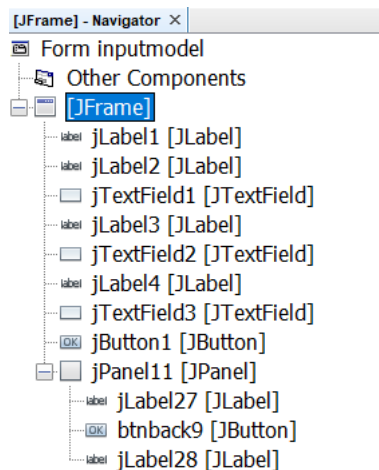 [JFrame] - Navigator ×
Form inputmodel
Other Components
[JFrame]
label jLabel1 [JLabel]
label jLabel2 [JLabel]
jTextField1 [JTextField]
label jLabel3 [JLabel]
jTextField2 [JTextField]
label jLabel4 [JLabel]
jTextField3 [JTextField]
OK jButton1 [JButton]
jPanel11 [JPanel]
label jLabel27 [JLabel]
OK btnback9 [JButton]
label jLabel28 [JLabel]